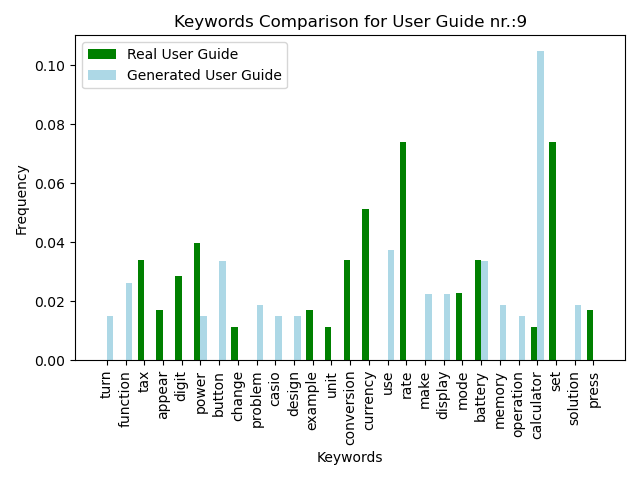 Keywords Comparison for User Guide nr.:9
Real User Guide
Generated User Guide
Frequency
0.10
0.08
0.06
0.04
0.02
0.00
turn
function
tax
appear
digit
power
button
change
problem
casio
design
example
unit
conversion
currency
use
rate
make
display
mode
battery
memory
operation
calculator
set
solution
press
Keywords